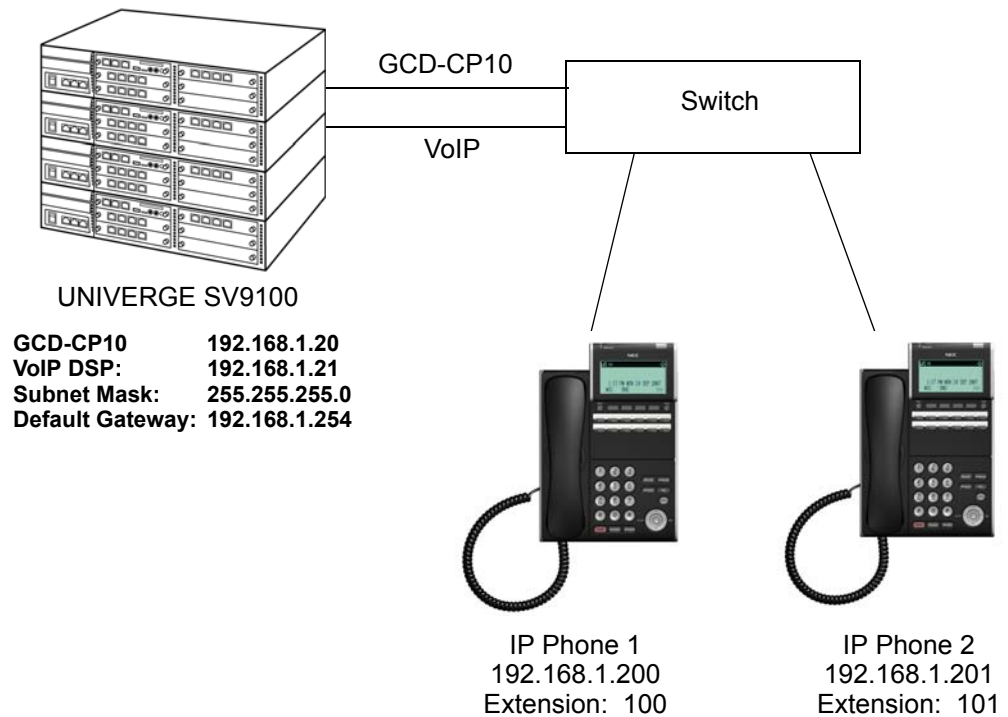 GCD-CP10
Switch
VoIP
UNIVERGE SV9100
GCD-CP10 192.168.1.20
VoIP DSP: 192.168.1.21
Subnet Mask: 255.255.255.0
Default Gateway: 192.168.1.254
NEC
NEC
IP Phone 1
192.168.1.200
Extension: 100
IP Phone 2
192.168.1.201
Extension: 101